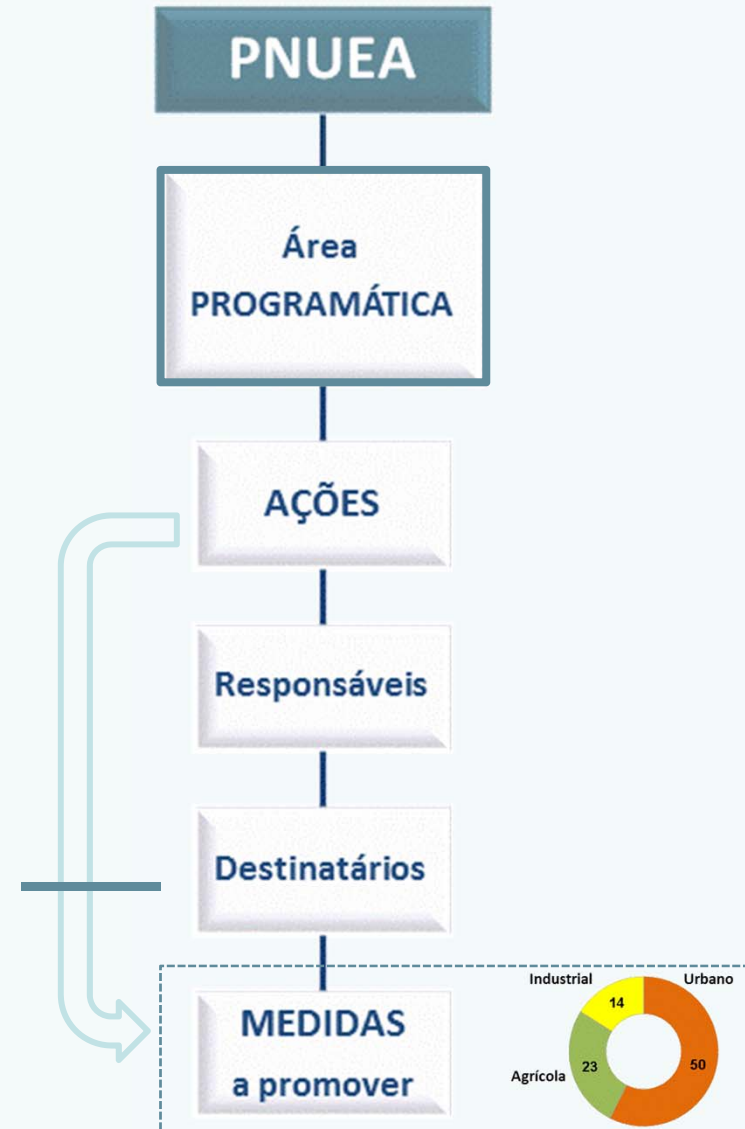 PNUEA
Área
PROGRAMÁTICA
AÇÕES
Responsáveis
Destinatários
MEDIDAS
a promover
Industrial
Urbano
14
Agrícola
23
50